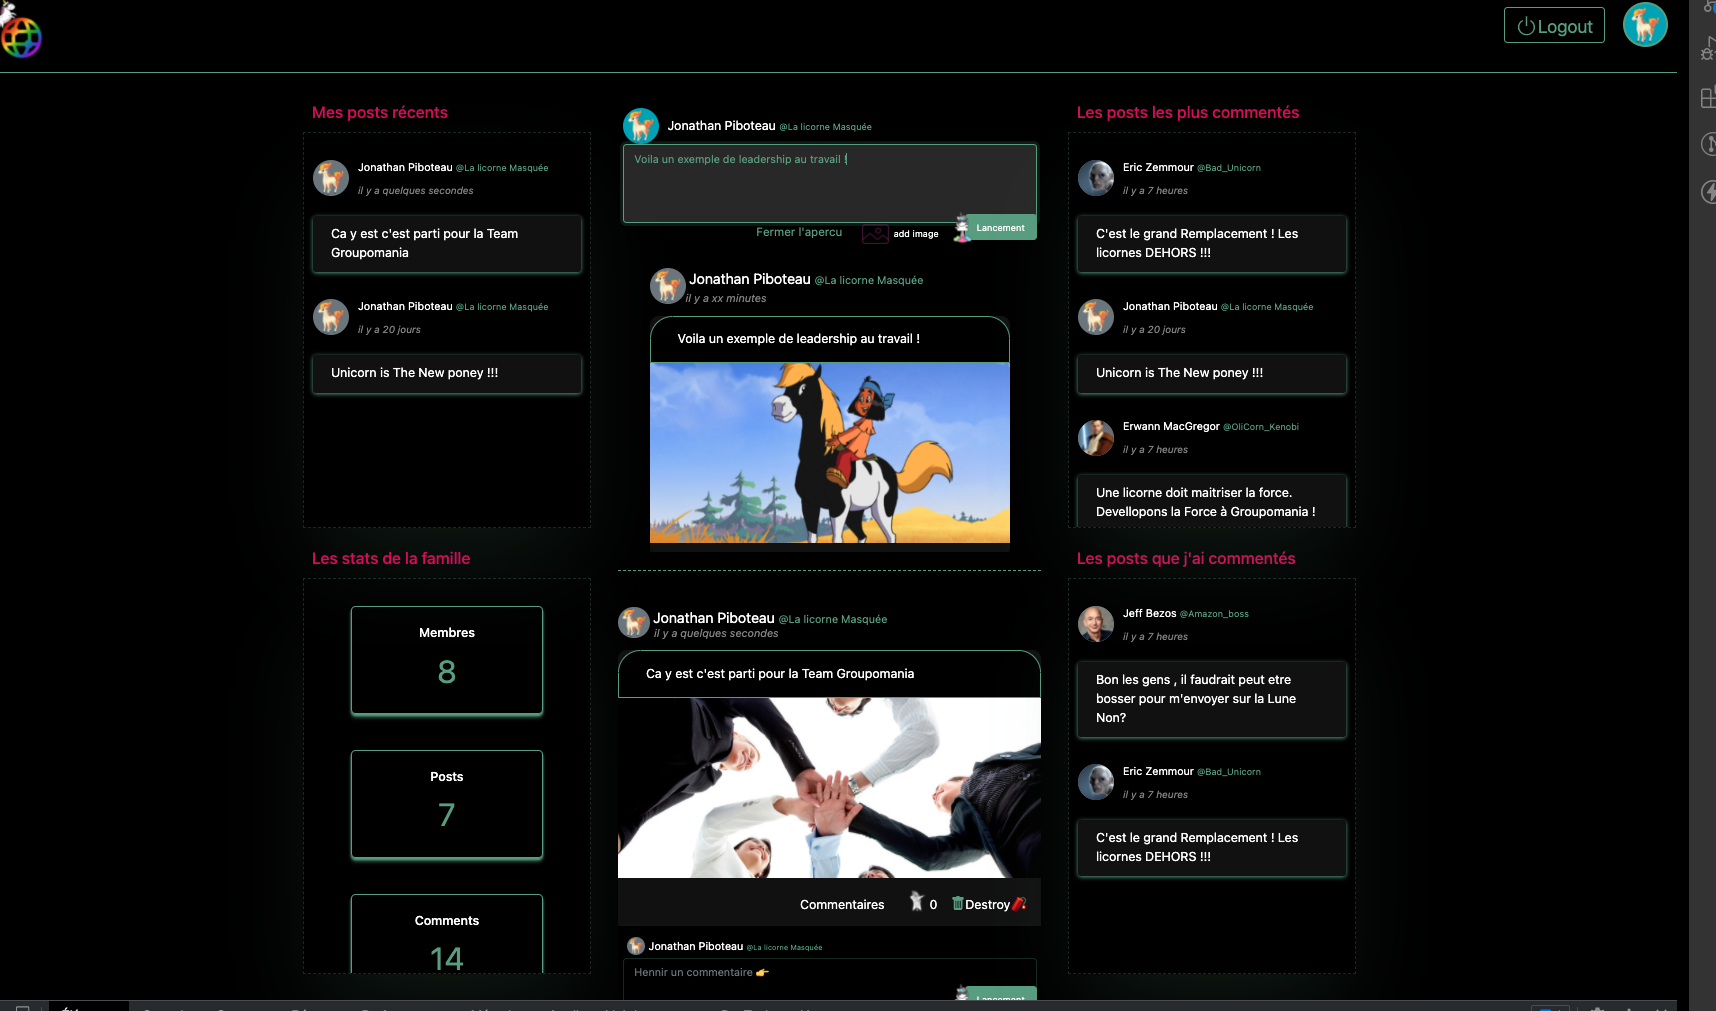 Logout
Mes posts récents
Jonathan Piboteau @La licorne Masquée
il y a quelques secondes
Ca y est c'est parti pour la Team
Groupomania
Jonathan Piboteau @La licorne Masquée
il y a 20 jours
Unicorn is The New poney !!!
Les stats de la famille
Membres
8
Posts
7
Comments
14
Jonathan Piboteau @La licorne Masquée
Voila un exemple de leadership au travail !
Fermer l'apercu
add image
Lancement
Jonathan Piboteau @La licorne Masquée
il y a xx minutes
Voila un exemple de leadership au travail !
Jonathan Piboteau @La licorne Masquée
il y a quelques secondes
Ca y est c'est parti pour la Team Groupomania
Commentaires 0 Destroy
Jonathan Piboteau @La licorne Masquée
Hennir un commentaire 👉
Lancement
Les posts les plus commentés
Eric Zemmour @Bad_Unicorn
il y a 7 heures
C'est le grand Remplacement ! Les
licornes DEHORS !!!
Jonathan Piboteau @La licorne Masquée
il y a 20 jours
Unicorn is The New poney !!!
Erwann MacGregor @OliCorn_Kenobi
il y a 7 heures
Une licorne doit maitriser la force.
Devellopons la Force à Groupomania !
Les posts que j'ai commentés
Jeff Bezos @Amazon_boss
il y a 7 heures
Bon les gens , il faudrait peut etre
bosser pour m'envoyer sur la Lune
Non?
Eric Zemmour @Bad_Unicorn
il y a 7 heures
C'est le grand Remplacement ! Les
licornes DEHORS !!!